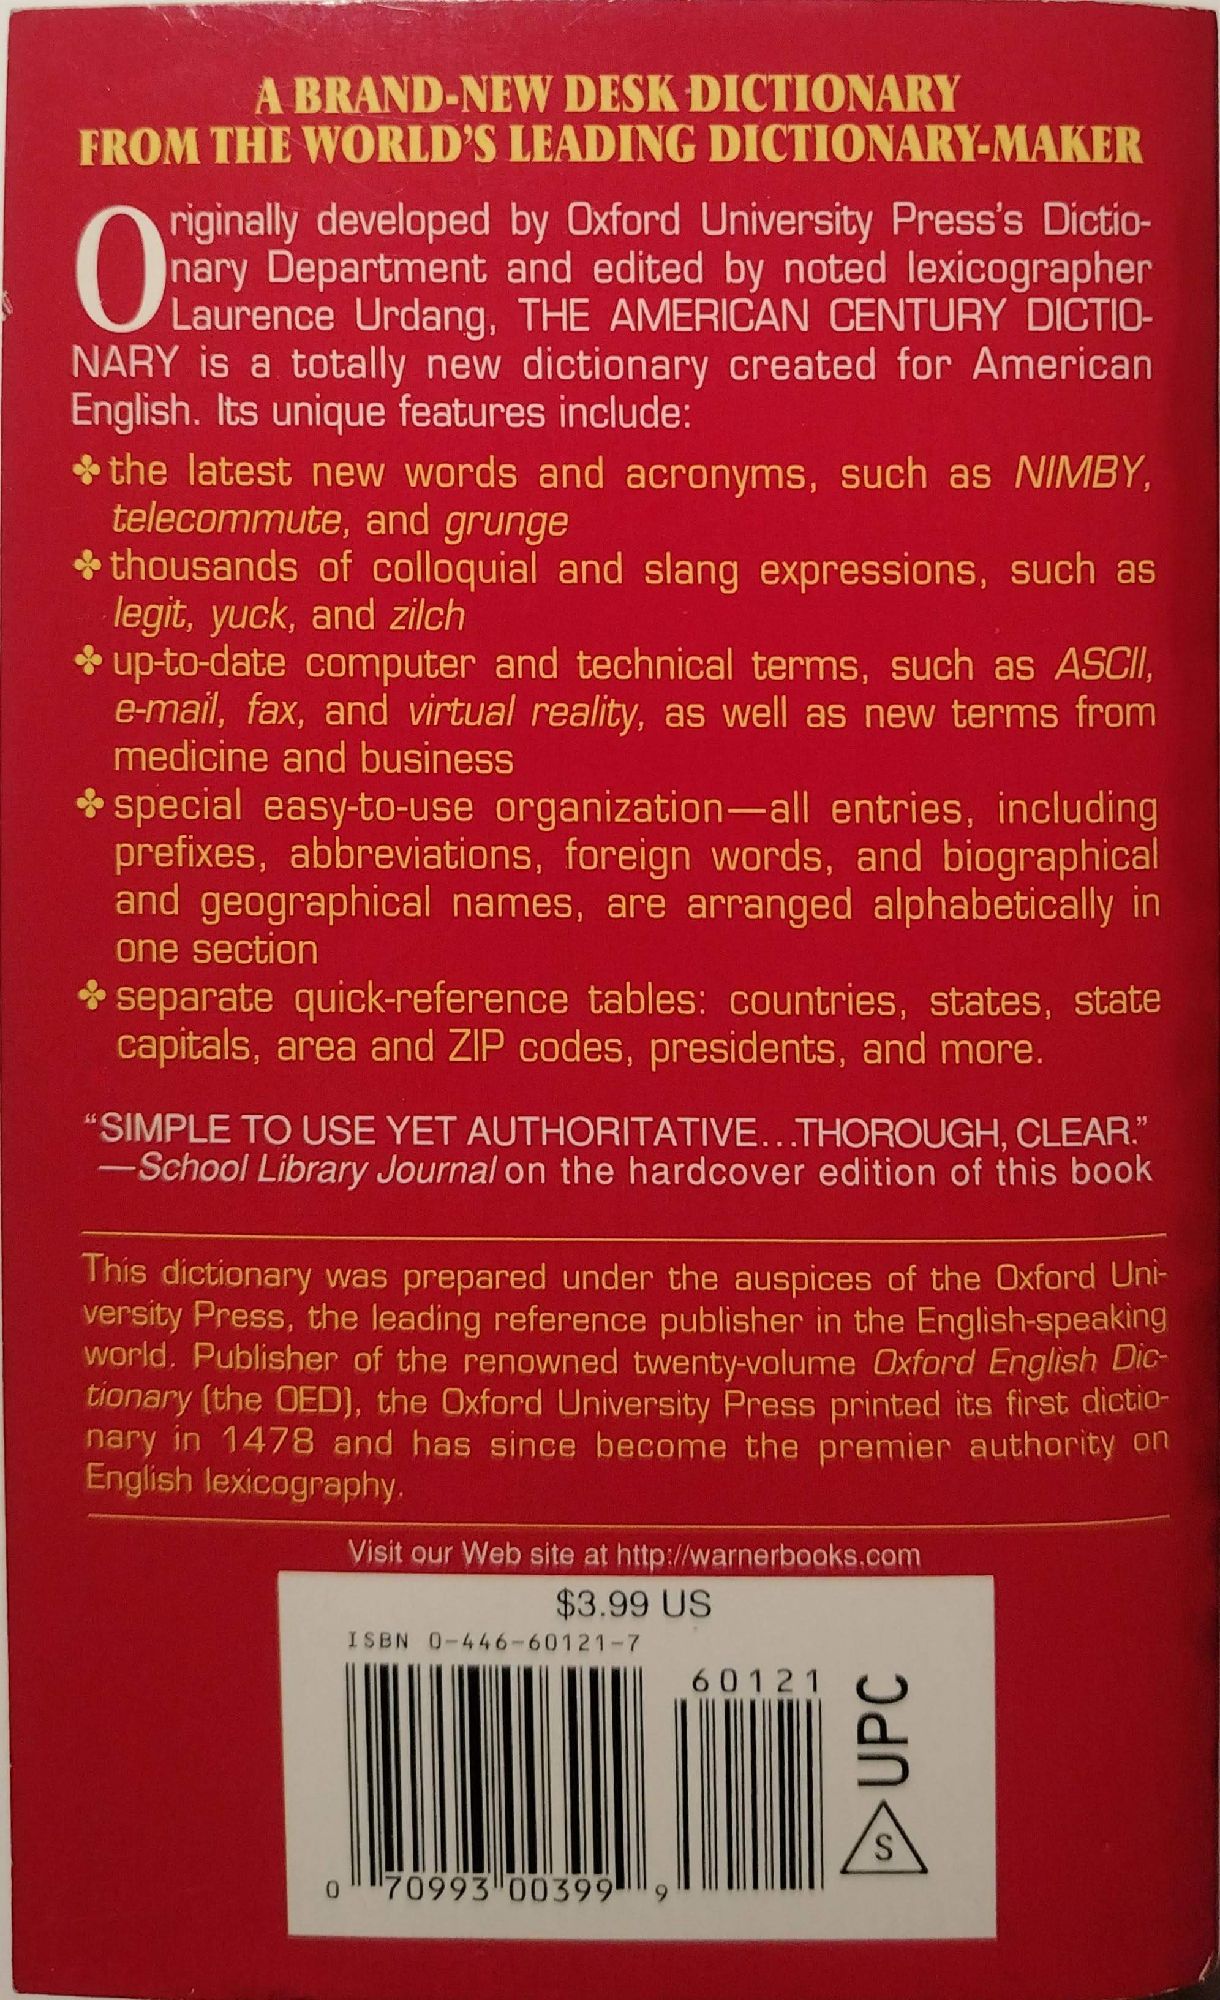 A BRAND-NEW DESK DICTIONARY
FROM THE WORLD'S LEADING DICTIONARY-MAKER
Originally developed by Oxford University Press's Dictio-
nary Department and edited by noted lexicographer
Laurence Urdang, THE AMERICAN CENTURY DICTIO-
NARY is a totally new dictionary created for American
English. Its unique features include:
✤ the latest new words and acronyms, such as NIMBY,
telecommute, and grunge
✤ thousands of colloquial and slang expressions, such as
legit, yuck, and zilch
✤ up-to-date computer and technical terms, such as ASCII,
e-mail, fax, and virtual reality, as well as new terms from
medicine and business
✤ special easy-to-use organization—all entries, including
prefixes, abbreviations, foreign words, and biographical
and geographical names, are arranged alphabetically in
one section
✤ separate quick-reference tables: countries, states, state
capitals, area and ZIP codes, presidents, and more.
“SIMPLE TO USE YET AUTHORITATIVE...THOROUGH, CLEAR.”
—School Library Journal on the hardcover edition of this book
This dictionary was prepared under the auspices of the Oxford Uni-
versity Press, the leading reference publisher in the English-speaking
world. Publisher of the renowned twenty-volume Oxford English Dic-
tionary (the OED), the Oxford University Press printed its first dictio-
nary in 1478 and has since become the premier authority on
English lexicography.
Visit our Web site at http://warnerbooks.com
$3.99 US
ISBN 0-446-60121-7
60121
0 70993 00399 9
UPC
S